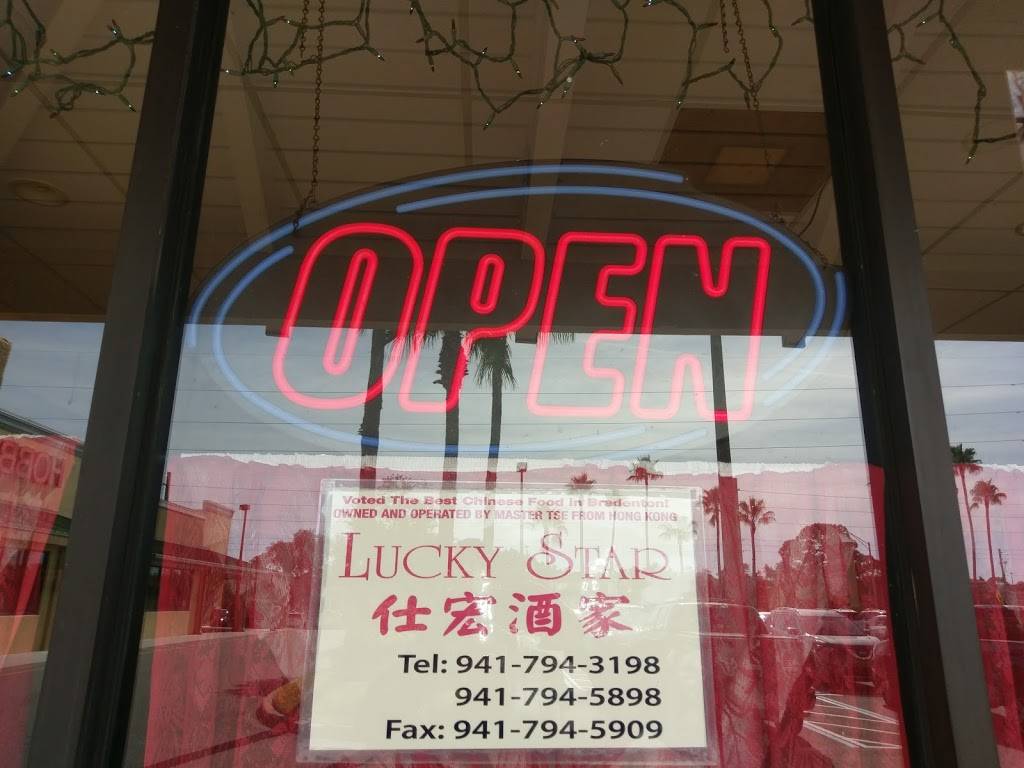 OPEN
Voted The Best Chinese Food In Bradenton!
OWNED AND OPERATED BY MASTER TSE FROM HONG KONG
LUCKY STAR
仕宏酒家
Tel: 941-794-3198
941-794-5898
Fax: 941-794-5909